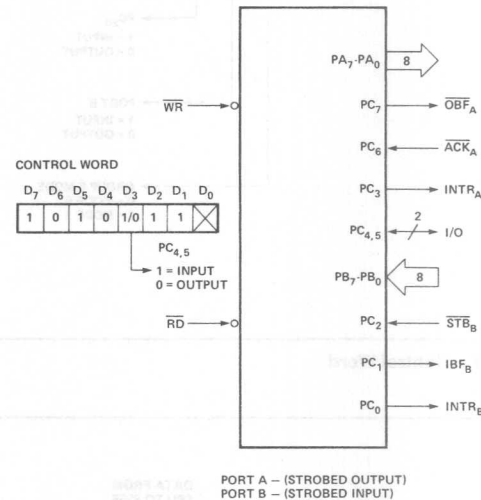 PA7-PA0
8
WR
PC7
OBFA
PC6
ACKA
CONTROL WORD
PC3
INTRA
D7 D6 D5 D4 D3 D2 D1 D0
1 0 1 0 1/0 1 1
PC4,5
2
I/O
PC4,5
1 = INPUT
0 = OUTPUT
PB7-PB0
8
RD
PC2
STBB
PC1
IBFB
PC0
INTRB
PORT A – (STROBED OUTPUT)
PORT B – (STROBED INPUT)